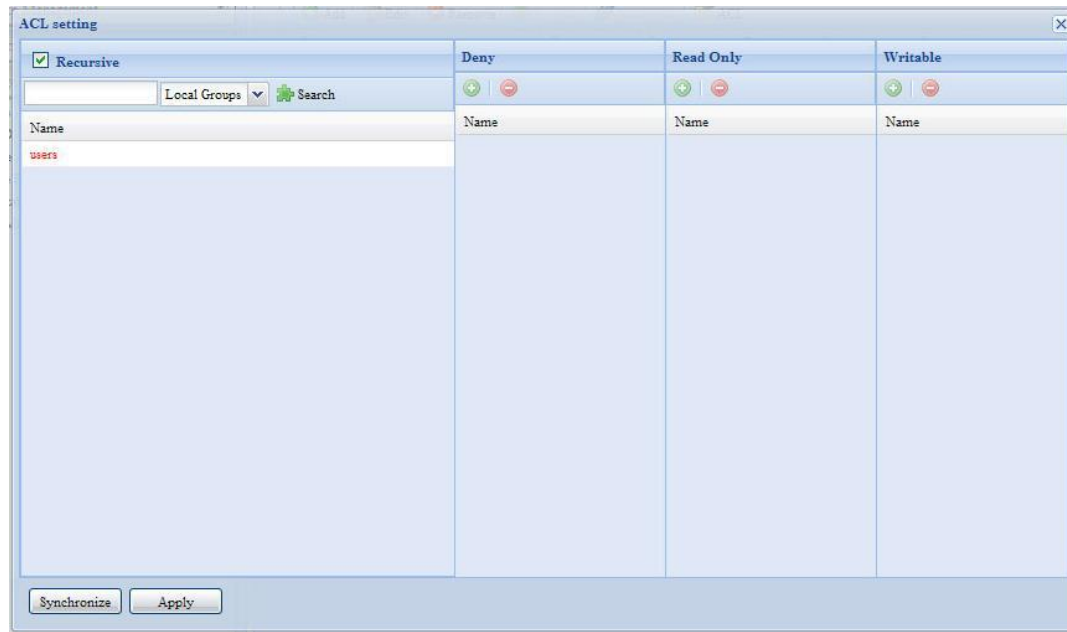 ACL setting
Recursive
Deny
Read Only
Writable
Local Groups
Search
Name
Name
Name
Name
users
Synchronize
Apply